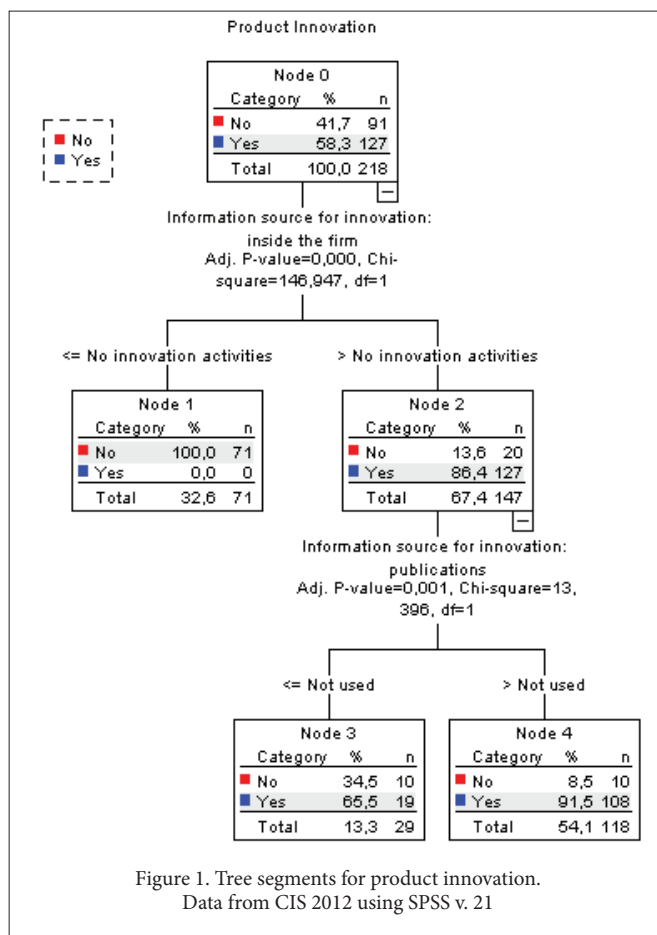 Product Innovation
No
Yes
Node 0
Category % n
No 41,7 91
Yes 58,3 127
Total 100,0 218
Information source for innovation:
inside the firm
Adj. P-value=0,000, Chi-
square=146,947, df=1
<= No innovation activities
> No innovation activities
Node 1
Category % n
No 100,0 71
Yes 0,0 0
Total 32,6 71
Node 2
Category % n
No 13,6 20
Yes 86,4 127
Total 67,4 147
Information source for innovation:
publications
Adj. P-value=0,001, Chi-square=13,
396, df=1
<= Not used
> Not used
Node 3
Category % n
No 34,5 10
Yes 65,5 19
Total 13,3 29
Node 4
Category % n
No 8,5 10
Yes 91,5 108
Total 54,1 118
Figure 1. Tree segments for product innovation.
Data from CIS 2012 using SPSS v. 21